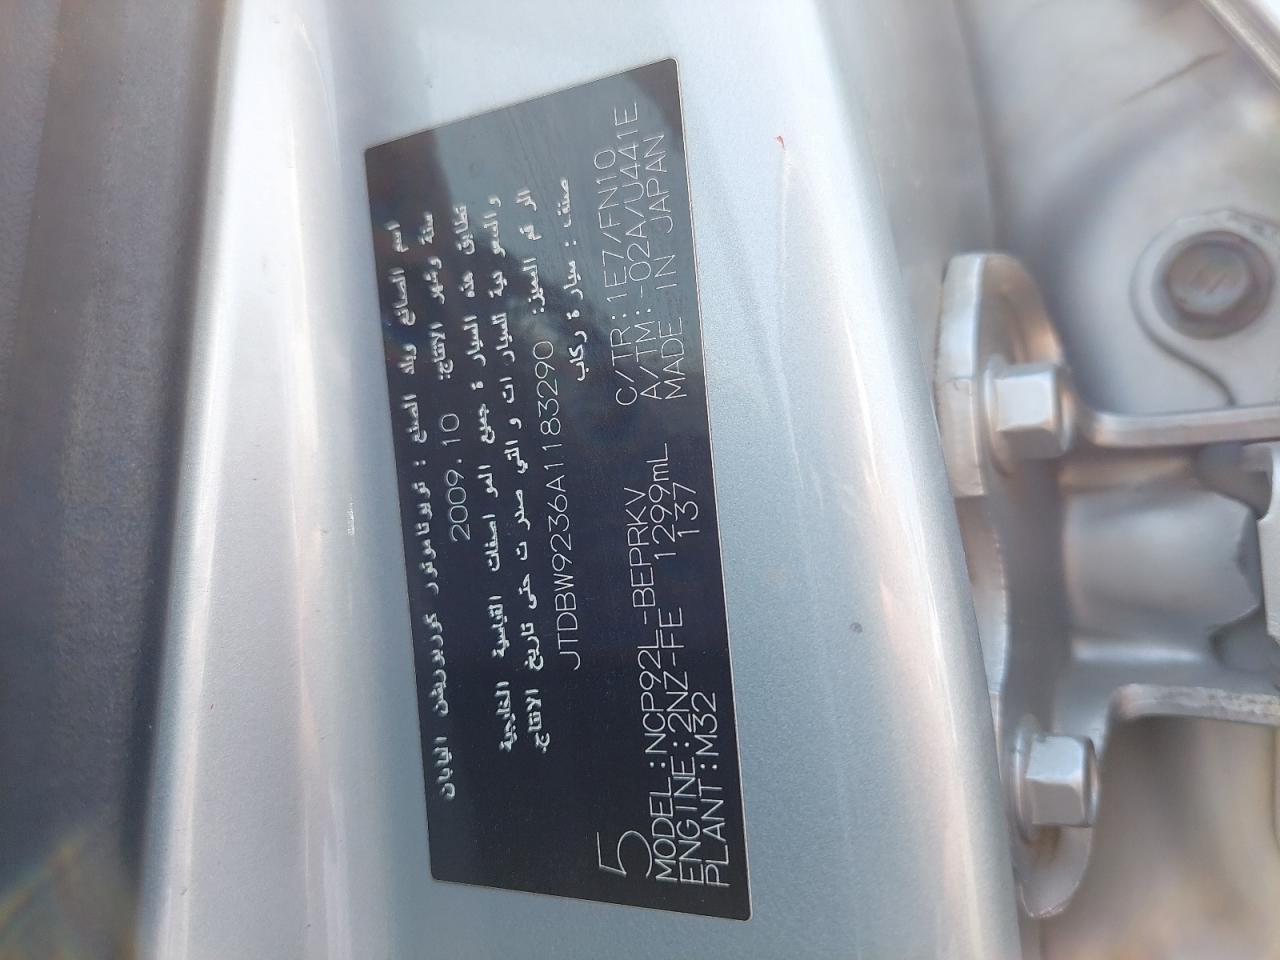 اسم الصانع وبلد الصنع : تويوتا موتور كوربوريشن اليابان
سنة وشهر الانتاج: 2009.10
تطابق هذه السيارة جميع المواصفات القياسية الخليجية
والسعودية للسيارات والتي صدرت حتى تاريخ الانتاج.
الرقم المميز: JTDBW9236A1183290
صنف : سيارة ركاب
5
C/TR:1E7/FN10
MODEL:NCP92L-BEPRKV A/TM:-02A/U441E
ENGINE:2NZ-FE 1299mL MADE IN JAPAN
PLANT:M32 137